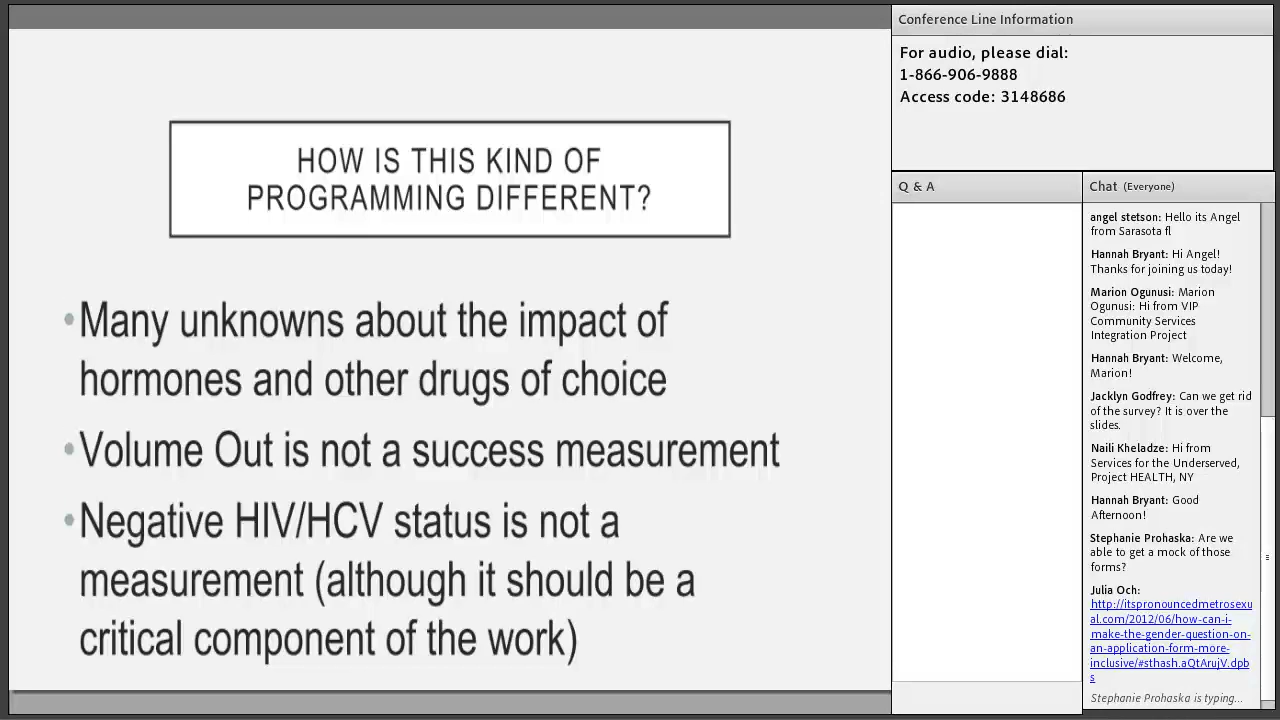 HOW IS THIS KIND OF
PROGRAMMING DIFFERENT?
•Many unknowns about the impact of
hormones and other drugs of choice
•Volume Out is not a success measurement
•Negative HIV/HCV status is not a
measurement (although it should be a
critical component of the work)
Conference Line Information
For audio, please dial:
1-866-906-9888
Access code: 3148686
Q & A
Chat (Everyone)
angel stetson: Hello its Angel
from Sarasota fl
Hannah Bryant: Hi Angel!
Thanks for joining us today!
Marion Ogunusi: Marion
Ogunusi: Hi from VIP
Community Services
Integration Project
Hannah Bryant: Welcome,
Marion!
Jacklyn Godfrey: Can we get rid
of the survey? It is over the
slides.
Naili Kheladze: Hi from
Services for the Underserved,
Project HEALTH, NY
Hannah Bryant: Good
Afternoon!
Stephanie Prohaska: Are we
able to get a mock of those
forms?
Julia Och:
http://itspronouncedmetrosexu
al.com/2012/06/how-can-i-
make-the-gender-question-on-
an-application-form-more-
inclusive/#sthash.aQtArujV.dpb
s
Stephanie Prohaska is typing...